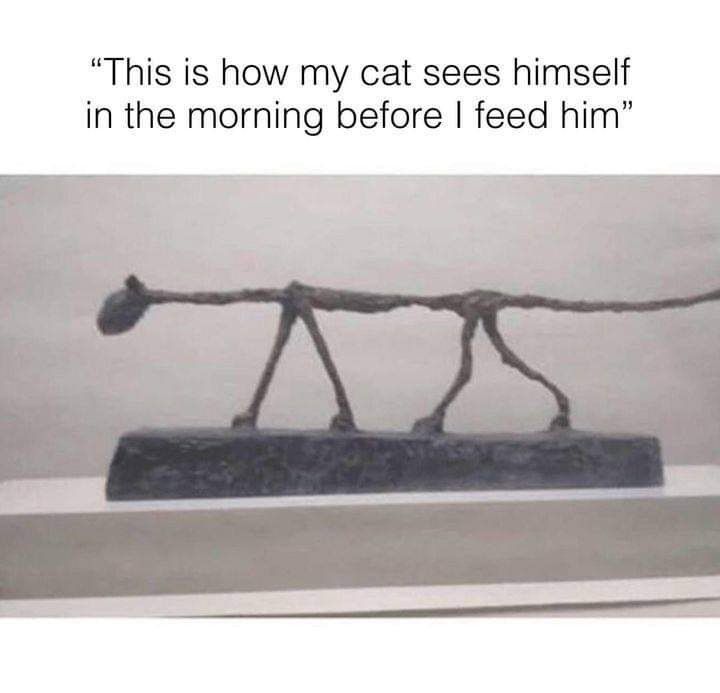 “This is how my cat sees himself
in the morning before I feed him”